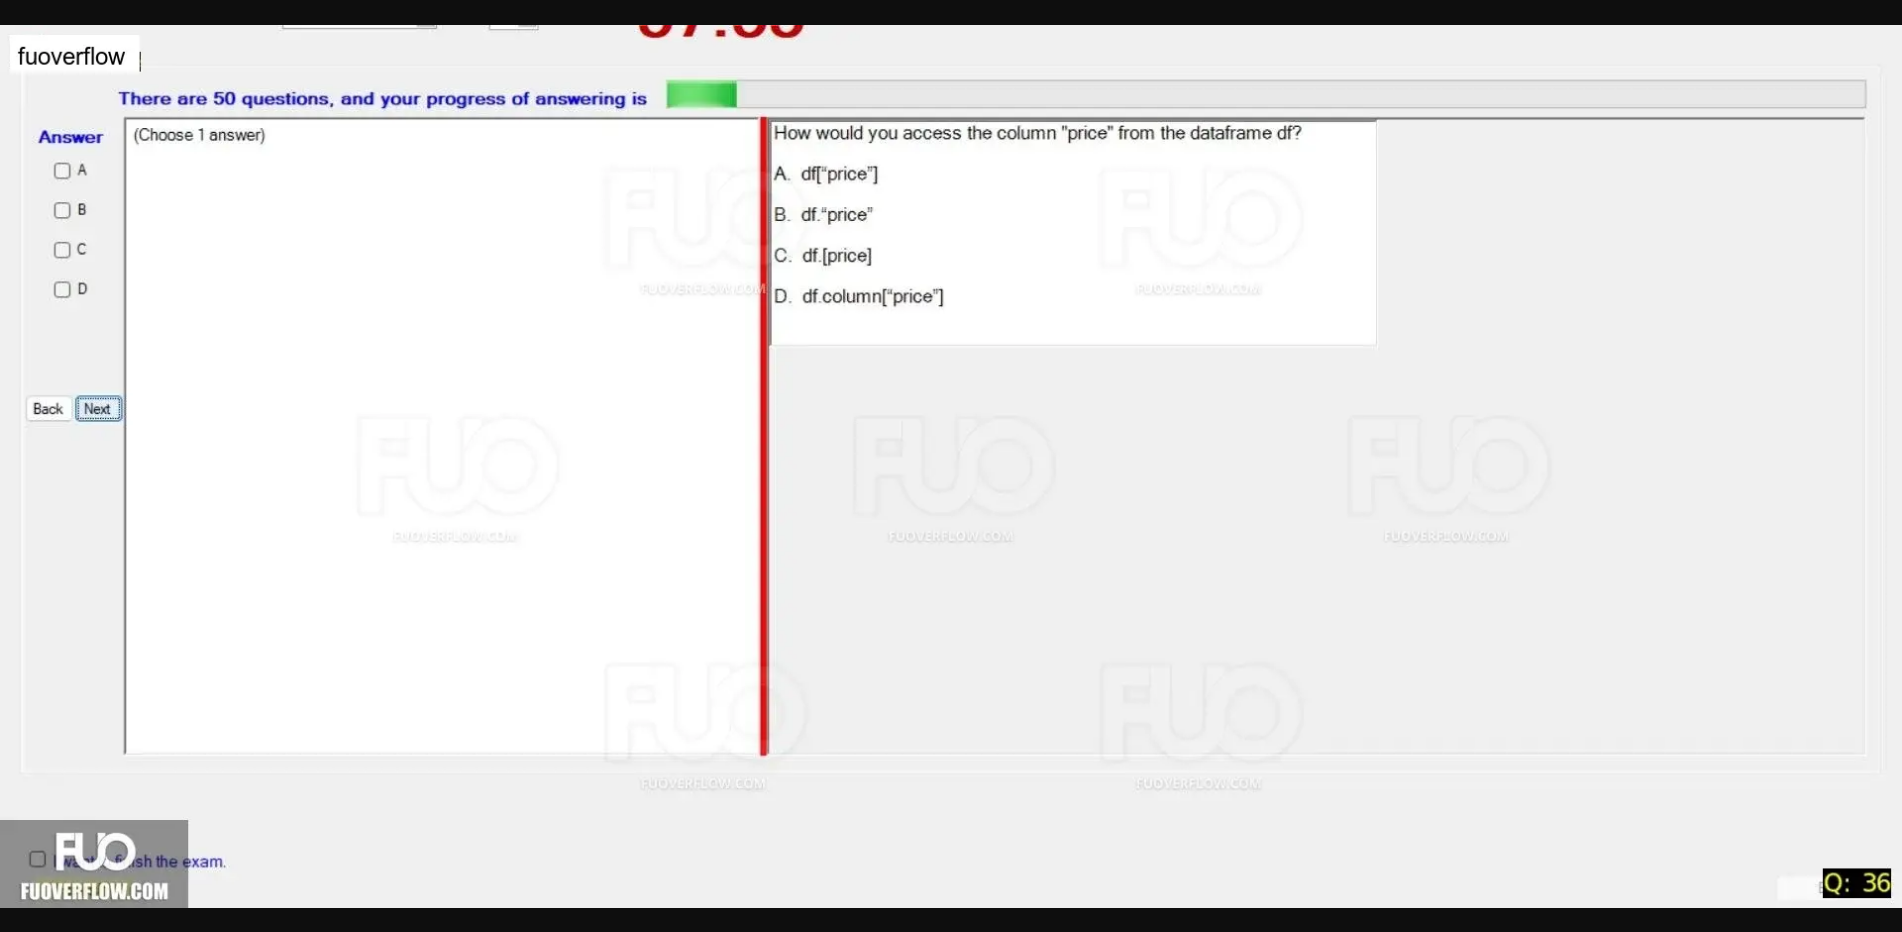 fuoverflow
There are 50 questions, and your progress of answering is
Answer
(Choose 1 answer)
A
B
C
D
Back
Next
How would you access the column "price" from the dataframe df?
A. df[“price”]
B. df.“price”
C. df.[price]
D. df.column[“price”]
FUO
FUOVERFLOW.COM
FUO
FUOVERFLOW.COM
FUO
FUOVERFLOW.COM
FUO
FUOVERFLOW.COM
FUO
FUOVERFLOW.COM
FUO
FUOVERFLOW.COM
FUO
FUOVERFLOW.COM
the exam.
FUO
FUOVERFLOW.COM
Q: 36